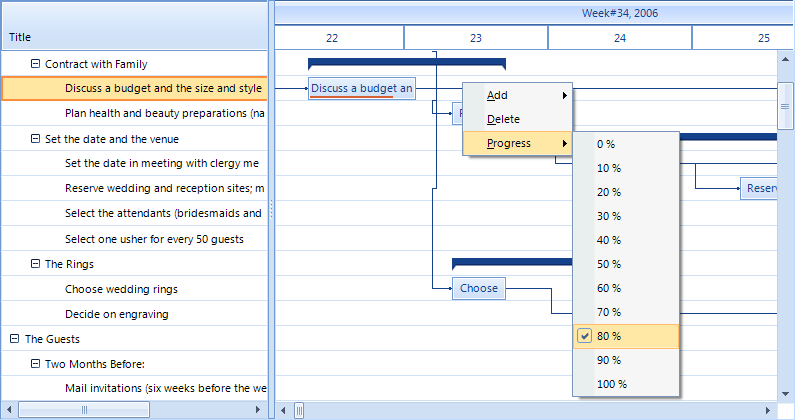 Title
Week#34, 2006
22 23 24 25
Contract with Family
Discuss a budget and the size and style
Discuss a budget an
Plan health and beauty preparations (na
Set the date and the venue
Set the date in meeting with clergy me
Reserve wedding and reception sites; m
Reserv
Select the attendants (bridesmaids and
Select one usher for every 50 guests
The Rings
Choose wedding rings
Choose
Decide on engraving
The Guests
Two Months Before:
Mail invitations (six weeks before the we
Add
Delete
Progress
0 %
10 %
20 %
30 %
40 %
50 %
60 %
70 %
80 %
90 %
100 %